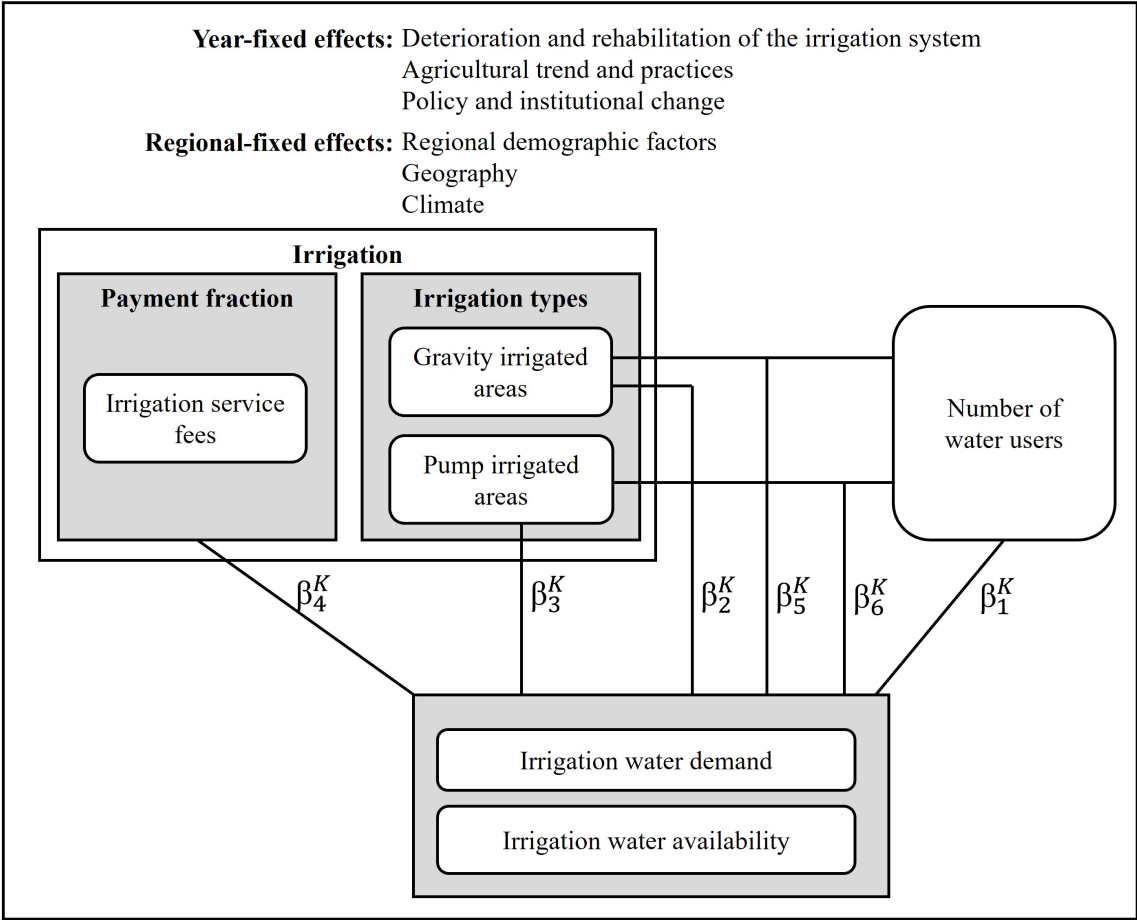 Year-fixed effects: Deterioration and rehabilitation of the irrigation system
Agricultural trend and practices
Policy and institutional change
Regional-fixed effects: Regional demographic factors
Geography
Climate
Irrigation
Payment fraction
Irrigation types
Gravity irrigated
areas
Irrigation service
fees
Pump irrigated
areas
Number of
water users
β₄ᴷ
β₃ᴷ
β₂ᴷ
β₅ᴷ
β₆ᴷ
β₁ᴷ
Irrigation water demand
Irrigation water availability